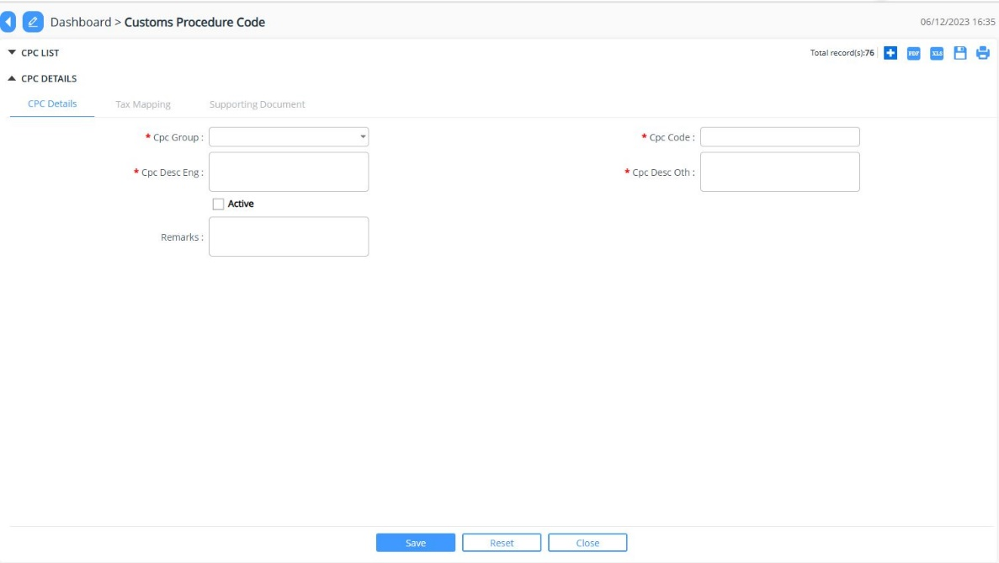 Dashboard > Customs Procedure Code
06/12/2023 16:35
CPC LIST
Total record(s):76
PDF
XLS
CPC DETAILS
CPC Details
Tax Mapping
Supporting Document
* Cpc Group :
* Cpc Code :
* Cpc Desc Eng :
* Cpc Desc Oth :
Active
Remarks :
Save
Reset
Close